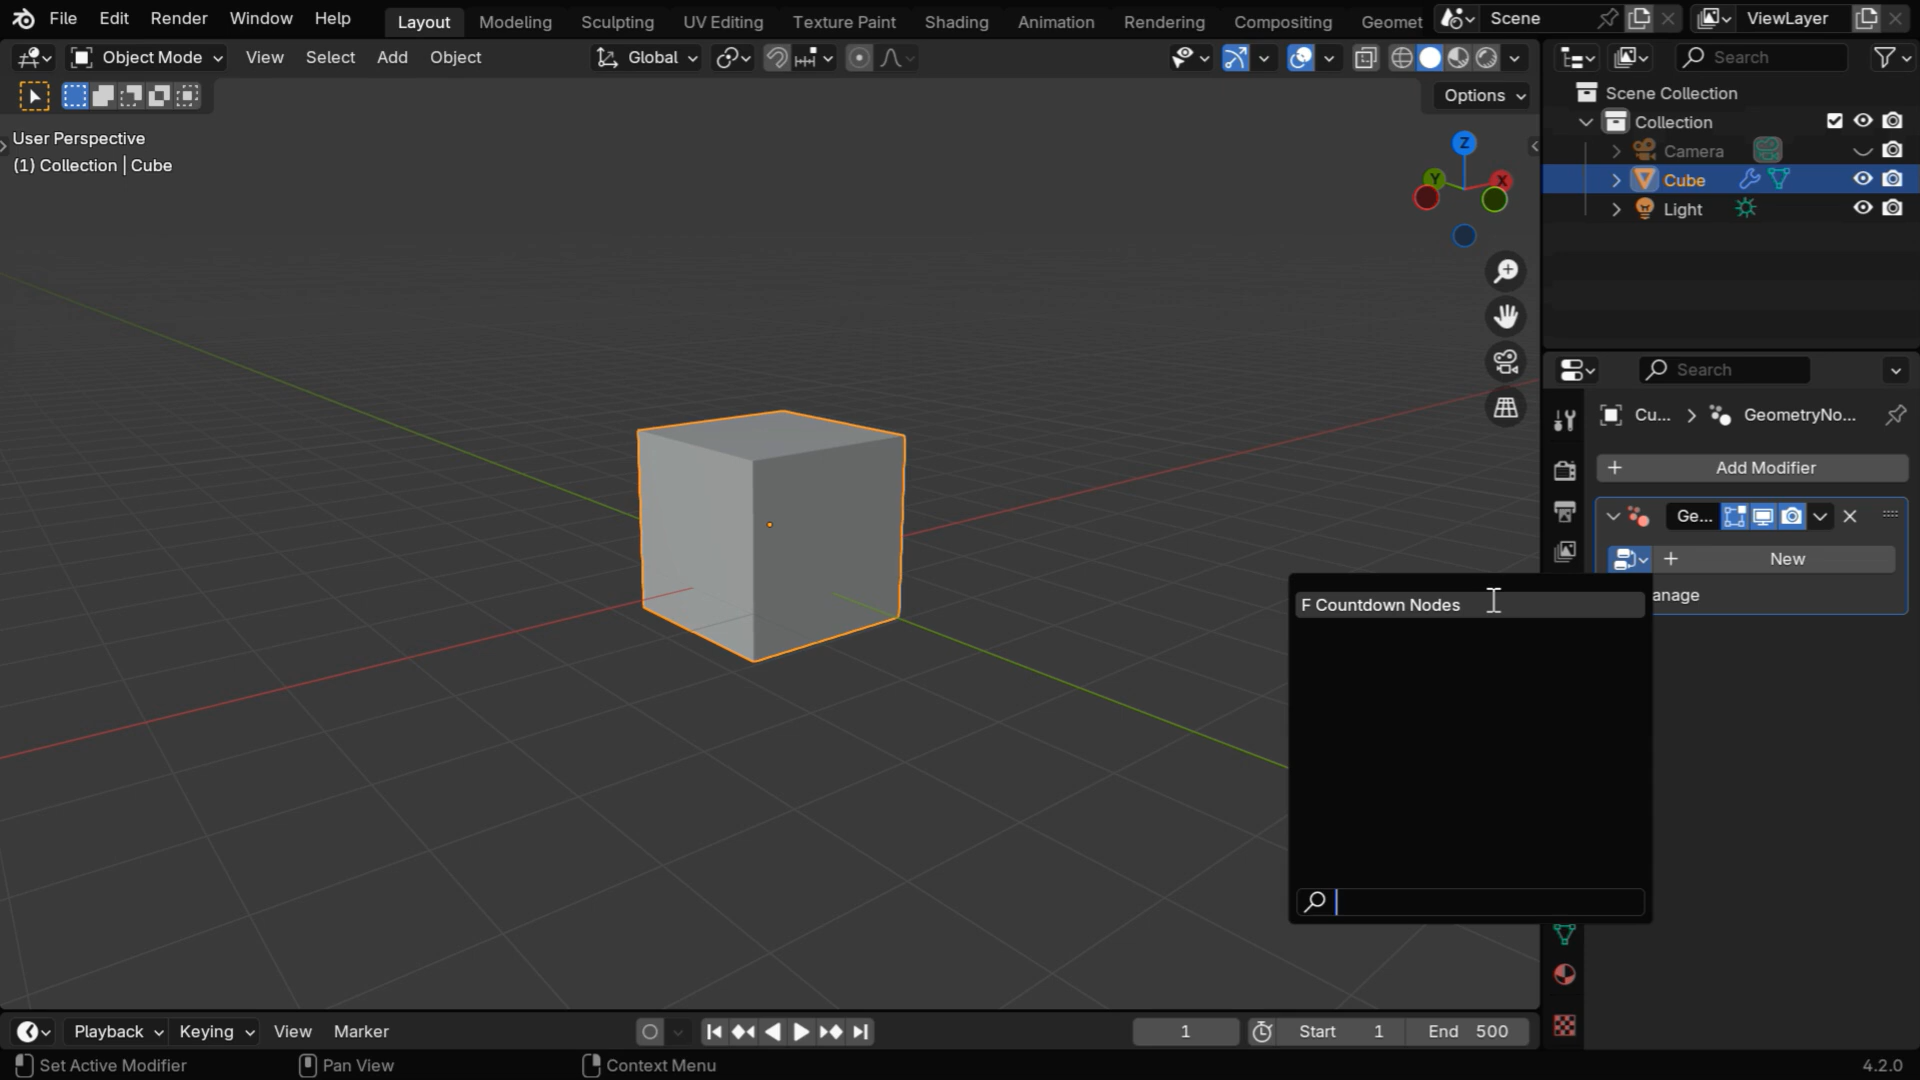 File Edit Render Window Help Layout Modeling Sculpting UV Editing Texture Paint Shading Animation Rendering Compositing Geomet Scene ViewLayer
Object Mode View Select Add Object Global Search
Options
User Perspective
(1) Collection | Cube
Z
Y X
Scene Collection
Collection
Camera
Cube
Light
Search
Cu... GeometryNo...
Add Modifier
Ge...
New
anage
F Countdown Nodes
Playback Keying View Marker 1 Start 1 End 500
Set Active Modifier Pan View Context Menu 4.2.0